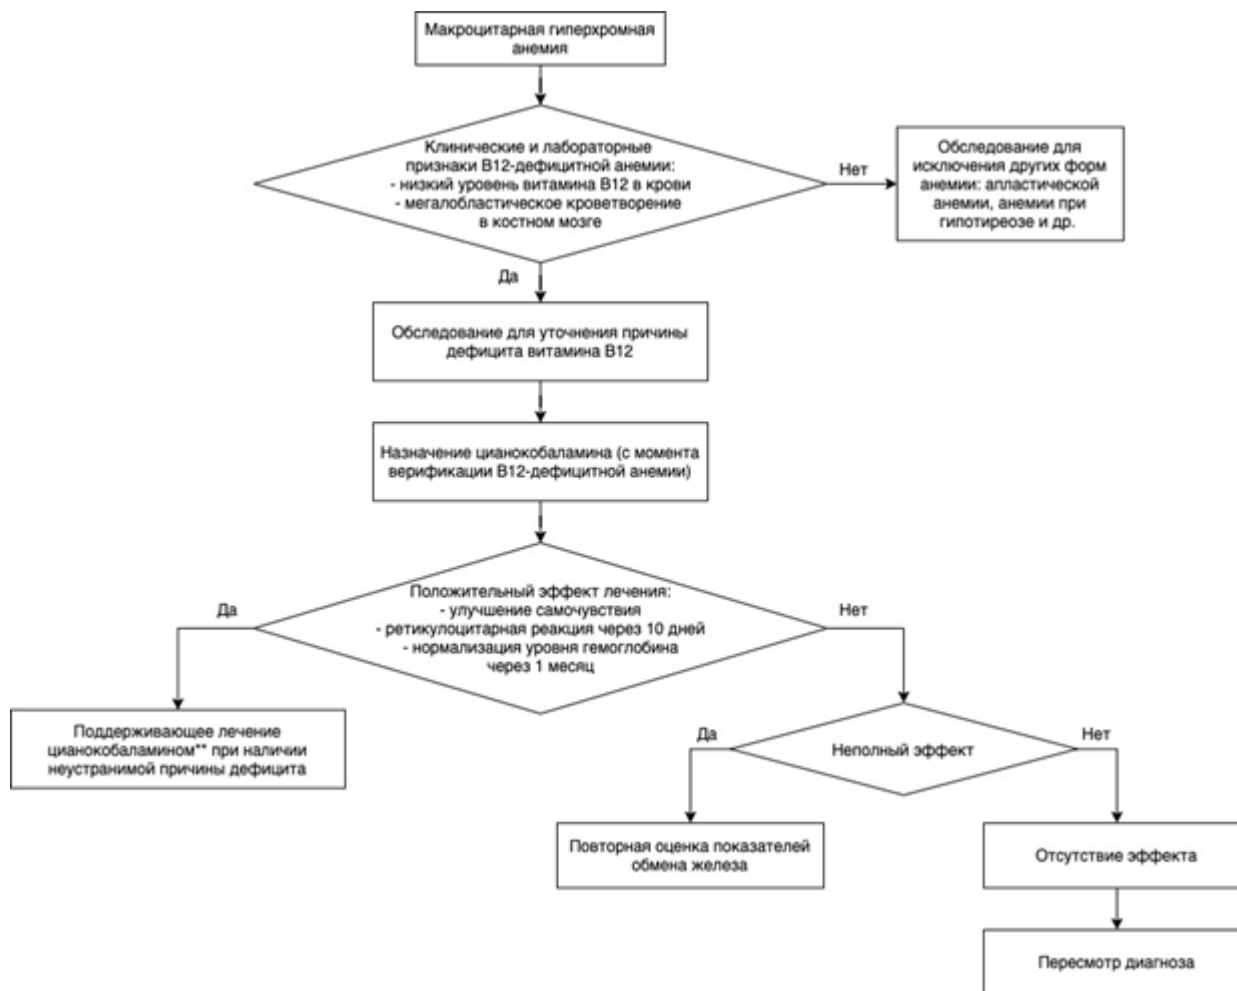 Макроцитарная гиперхромная
анемия
Клинические и лабораторные
признаки В12-дефицитной анемии:
- низкий уровень витамина В12 в крови
- мегалобластическое кроветворение
в костном мозге
Нет
Обследование для
исключения других форм
анемии: апластической
анемии, анемии при
гипотиреозе и др.
Да
Обследование для уточнения причины
дефицита витамина В12
Назначение цианокобаламина (с момента
верификации В12-дефицитной анемии)
Положительный эффект лечения:
- улучшение самочувствия
- ретикулоцитарная реакция через 10 дней
- нормализация уровня гемоглобина
через 1 месяц
Да
Нет
Поддерживающее лечение
цианокобаламином** при наличии
неустранимой причины дефицита
Да
Неполный эффект
Нет
Повторная оценка показателей
обмена железа
Отсутствие эффекта
Пересмотр диагноза